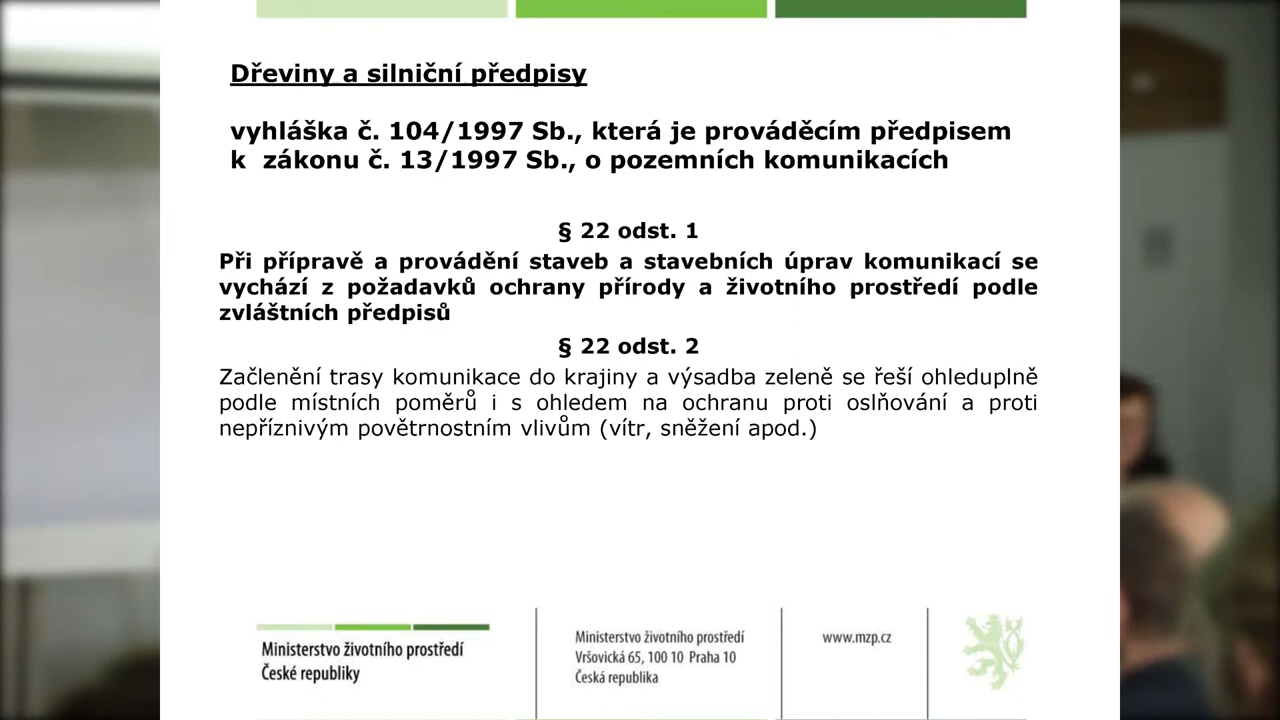 Dřeviny a silniční předpisy
vyhláška č. 104/1997 Sb., která je prováděcím předpisem
k zákonu č. 13/1997 Sb., o pozemních komunikacích
§ 22 odst. 1
Při přípravě a provádění staveb a stavebních úprav komunikací se
vychází z požadavků ochrany přírody a životního prostředí podle
zvláštních předpisů
§ 22 odst. 2
Začlenění trasy komunikace do krajiny a výsadba zeleně se řeší ohleduplně
podle místních poměrů i s ohledem na ochranu proti oslňování a proti
nepříznivým povětrnostním vlivům (vítr, sněžení apod.)
Ministerstvo životního prostředí
České republiky
Ministerstvo životního prostředí
Vršovická 65, 100 10 Praha 10
Česká republika
www.mzp.cz